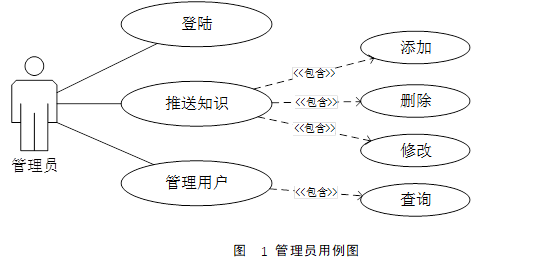 登陆
添加
<<包含>>
推送知识
<<包含>>
删除
<<包含>>
修改
管理员
管理用户
<<包含>>
查询
图 1 管理员用例图